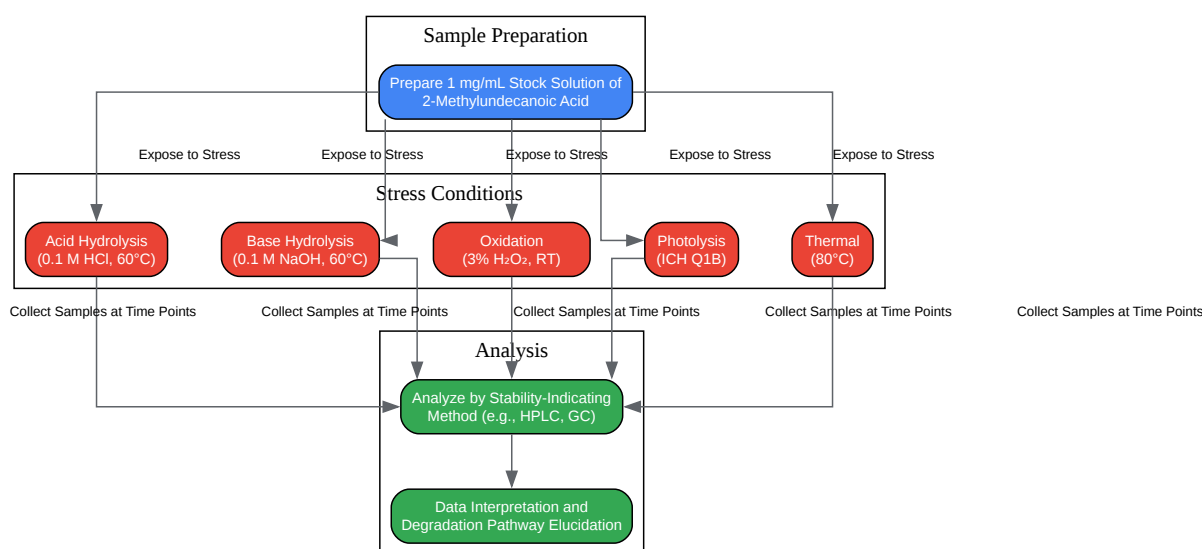 Sample Preparation
Prepare 1 mg/mL Stock Solution of
2-Methylundecanoic Acid
Expose to Stress
Expose to Stress
Expose to Stress
Expose to Stress
Expose to Stress
Stress Conditions
Acid Hydrolysis
(0.1 M HCl, 60°C)
Base Hydrolysis
(0.1 M NaOH, 60°C)
Oxidation
(3% H₂O₂, RT)
Photolysis
(ICH Q1B)
Thermal
(80°C)
Collect Samples at Time Points
Collect Samples at Time Points
Collect Samples at Time Points
Collect Samples at Time Points
Collect Samples at Time Points
Analysis
Analyze by Stability-Indicating
Method (e.g., HPLC, GC)
Data Interpretation and
Degradation Pathway Elucidation